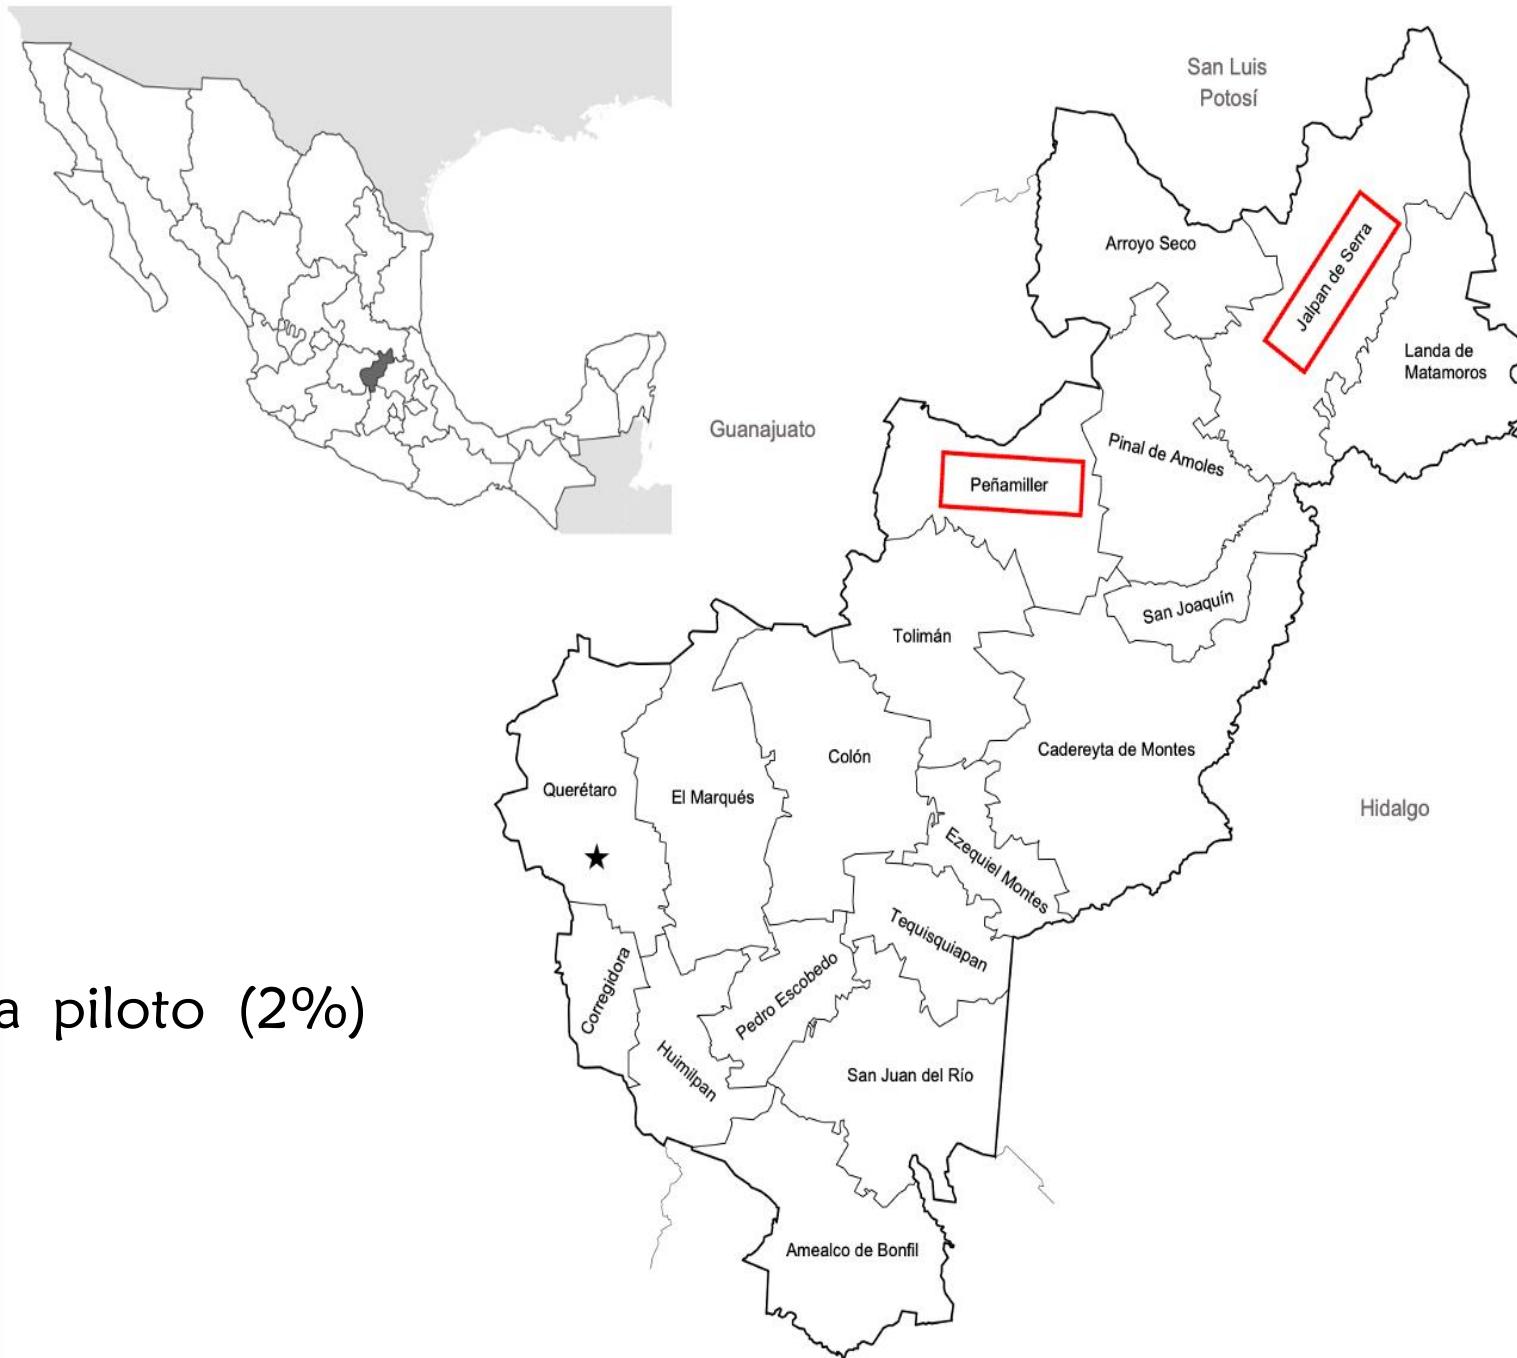 San Luis
Potosí
Arroyo Seco
Jalpan de Serra
Landa de
Matamoros
Guanajuato
Pinal de Amoles
Peñamiller
San Joaquín
Tolimán
Cadereyta de Montes
Colón
Querétaro
El Marqués
Hidalgo
Ezequiel Montes
Tequisquiapan
Corregidora
Pedro Escobedo
a piloto (2%)
Huimilpan
San Juan del Río
Amealco de Bonfil